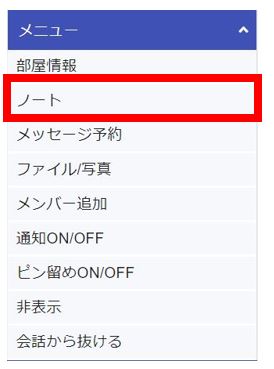 メニュー
部屋情報
ノート
メッセージ予約
ファイル/写真
メンバー追加
通知ON/OFF
ピン留めON/OFF
非表示
会話から抜ける